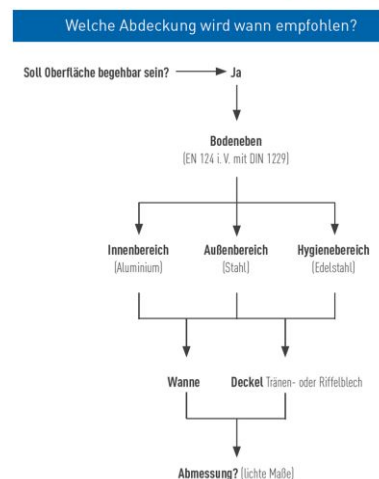 Welche Abdeckung wird wann empfohlen?
Soll Oberfläche begehbar sein? Ja
Bodeneben
(EN 124 i. V. mit DIN 1229)
Innenbereich Außenbereich Hygienebereich
(Aluminium) (Stahl) (Edelstahl)
Wanne Deckel Tränen- oder Riffelblech
Abmessung? (lichte Maße)